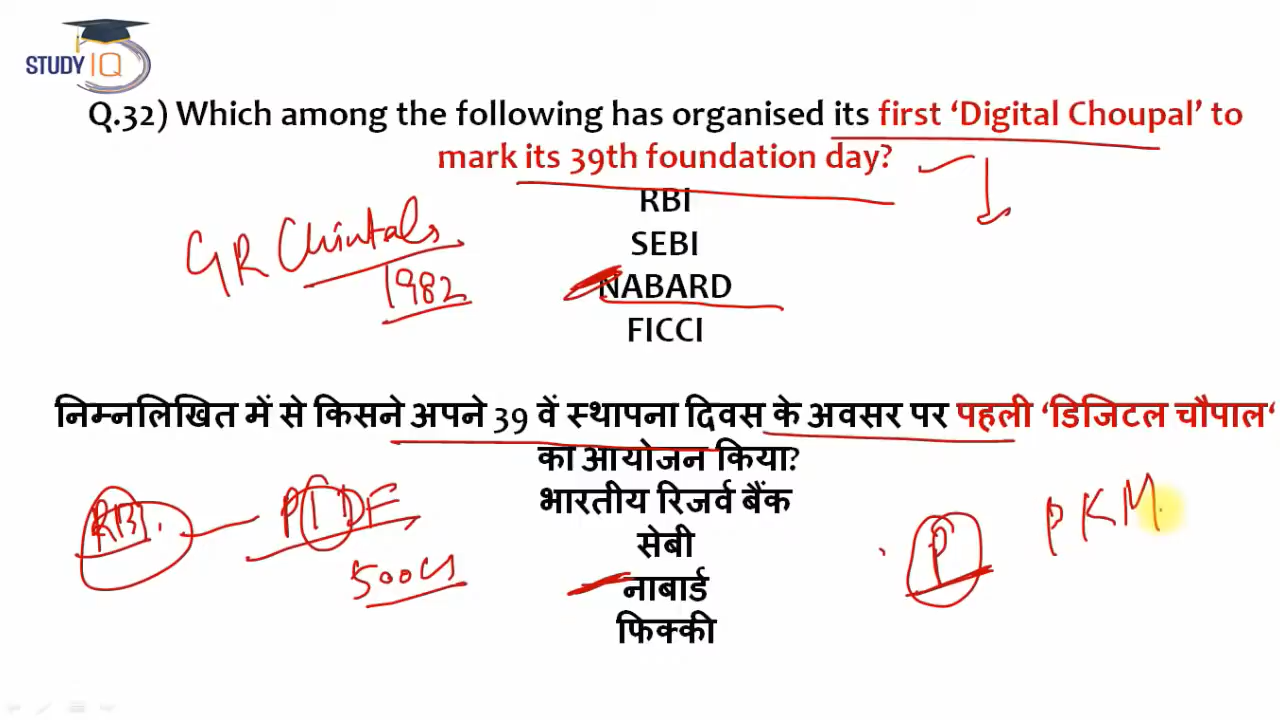 STUDY IQ
Q.32) Which among the following has organised its first ‘Digital Choupal’ to
mark its 39th foundation day?
RBI
SEBI
NABARD
FICCI
GR Chintals
1982
निम्नलिखित में से किसने अपने 39 वें स्थापना दिवस के अवसर पर पहली ‘डिजिटल चौपाल‘
का आयोजन किया?
भारतीय रिजर्व बैंक
सेबी
नाबार्ड
फिक्की
RBI
PIDF
500 cs
P
PKM